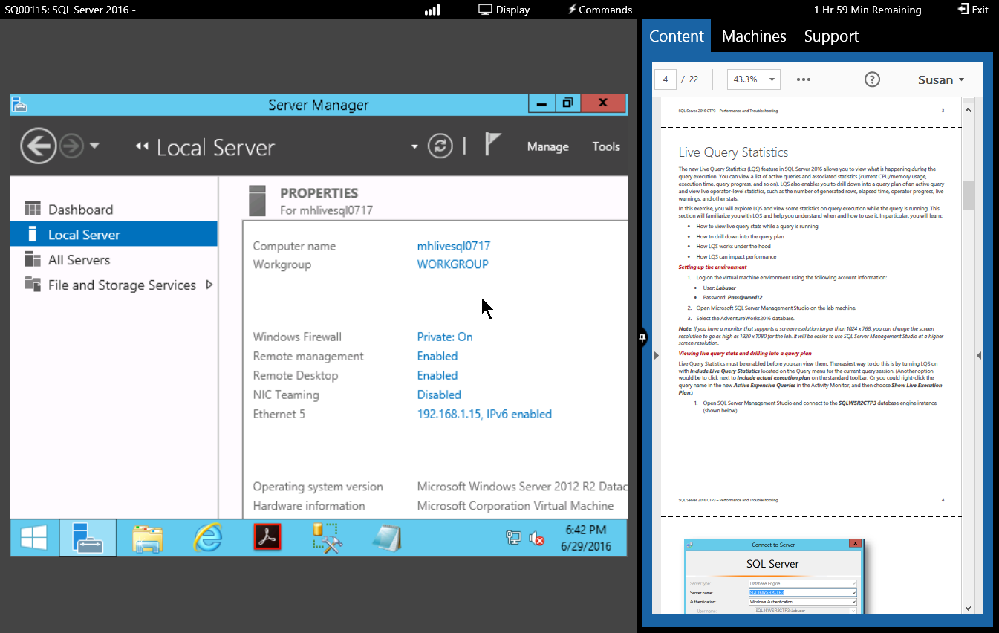 SQ00115: SQL Server 2016 -
Display
Commands
1 Hr 59 Min Remaining
Exit
Content
Machines
Support
4 / 22
43.3%
Susan
Server Manager
Local Server
Manage
Tools
Dashboard
Local Server
All Servers
File and Storage Services
PROPERTIES
For mhlivesql0717
Computer name mhlivesql0717
Workgroup WORKGROUP
Windows Firewall Private: On
Remote management Enabled
Remote Desktop Enabled
NIC Teaming Disabled
Ethernet 5 192.168.1.15, IPv6 enabled
Operating system version Microsoft Windows Server 2012 R2 Datac
Hardware information Microsoft Corporation Virtual Machine
6:42 PM
6/29/2016
SQL Server 2016 CTP3 – Performance and Troubleshooting 3
Live Query Statistics
The new Live Query Statistics (LQS) feature in SQL Server 2016 allows you to view what is happening during the
query execution. You can view a list of active queries and associated statistics (current CPU/memory usage,
execution time, query progress, and so on). LQS also enables you to drill down into a query plan of an active query
and view live operator-level statistics, such as the number of generated rows, elapsed time, operator progress, live
warnings, and other stats.
In this exercise, you will explore LQS and view some statistics on query execution while the query is running. This
section will familiarize you with LQS and help you understand when and how to use it. In particular, you will learn:
• How to view live query stats while a query is running
• How to drill down into the query plan
• How LQS works under the hood
• How LQS can impact performance
Setting up the environment
1. Log on the virtual machine environment using the following account information:
• User: Labuser
• Password: Pass@word12
2. Open Microsoft SQL Server Management Studio on the lab machine.
3. Select the AdventureWorks2016 database.
Note: If you have a monitor that supports a screen resolution larger than 1024 x 768, you can change the screen
resolution to go as high as 1920 x 1080 for the lab. It will be easier to use SQL Server Management Studio at a higher
screen resolution.
Viewing live query stats and drilling into a query plan
Live Query Statistics must be enabled before you can view them. The easiest way to do this is by turning LQS on
with Include Live Query Statistics located on the Query menu for the current query session. (Another option
would be to click next to Include actual execution plan on the standard toolbar. Or you could right-click the
query name in the new Active Expensive Queries in the Activity Monitor, and then choose Show Live Execution
Plan.)
1. Open SQL Server Management Studio and connect to the SQLWSR2CTP3 database engine instance
(shown below).
SQL Server 2016 CTP3 – Performance and Troubleshooting 4
Connect to Server
SQL Server
Server type: Database Engine
Server name: SQL16WSR2CTP3
Authentication: Windows Authentication
User name: SQL16WSR2CTP3\Labuser